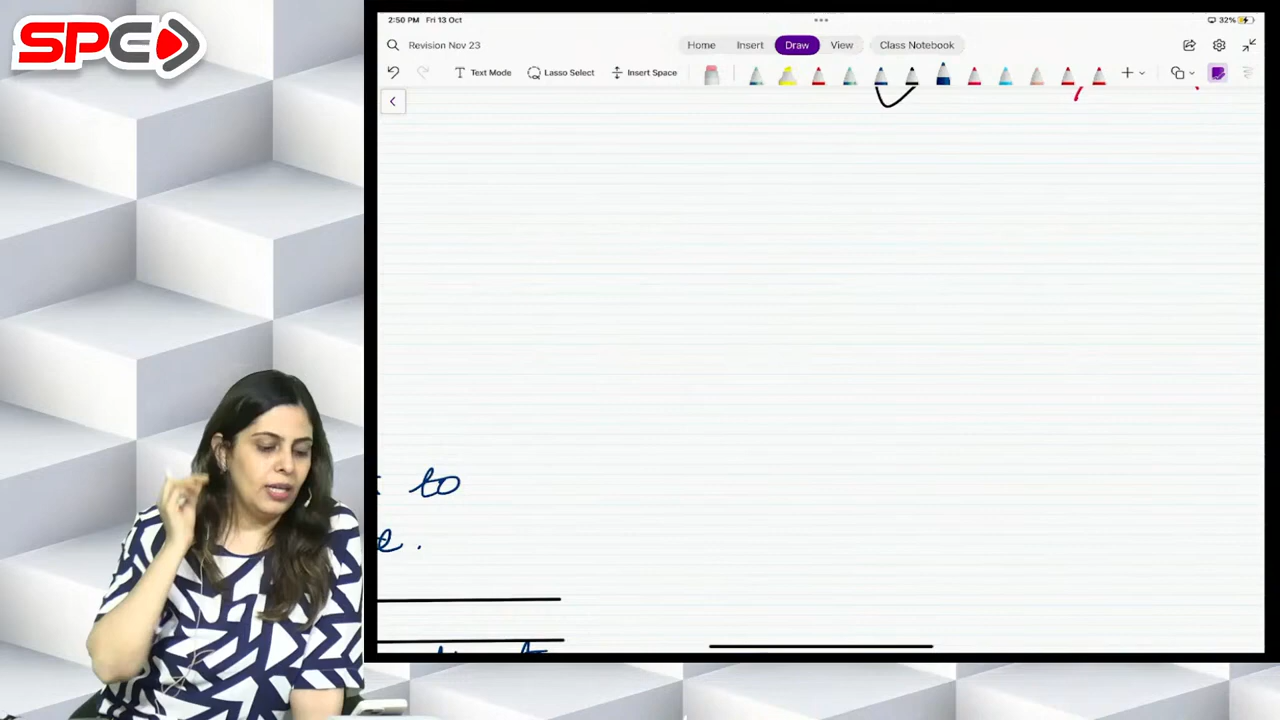 SPE
2:50 PM Fri 13 Oct
32%
Revision Nov 23
Home Insert Draw View Class Notebook
Text Mode Lasso Select Insert Space
to
e.